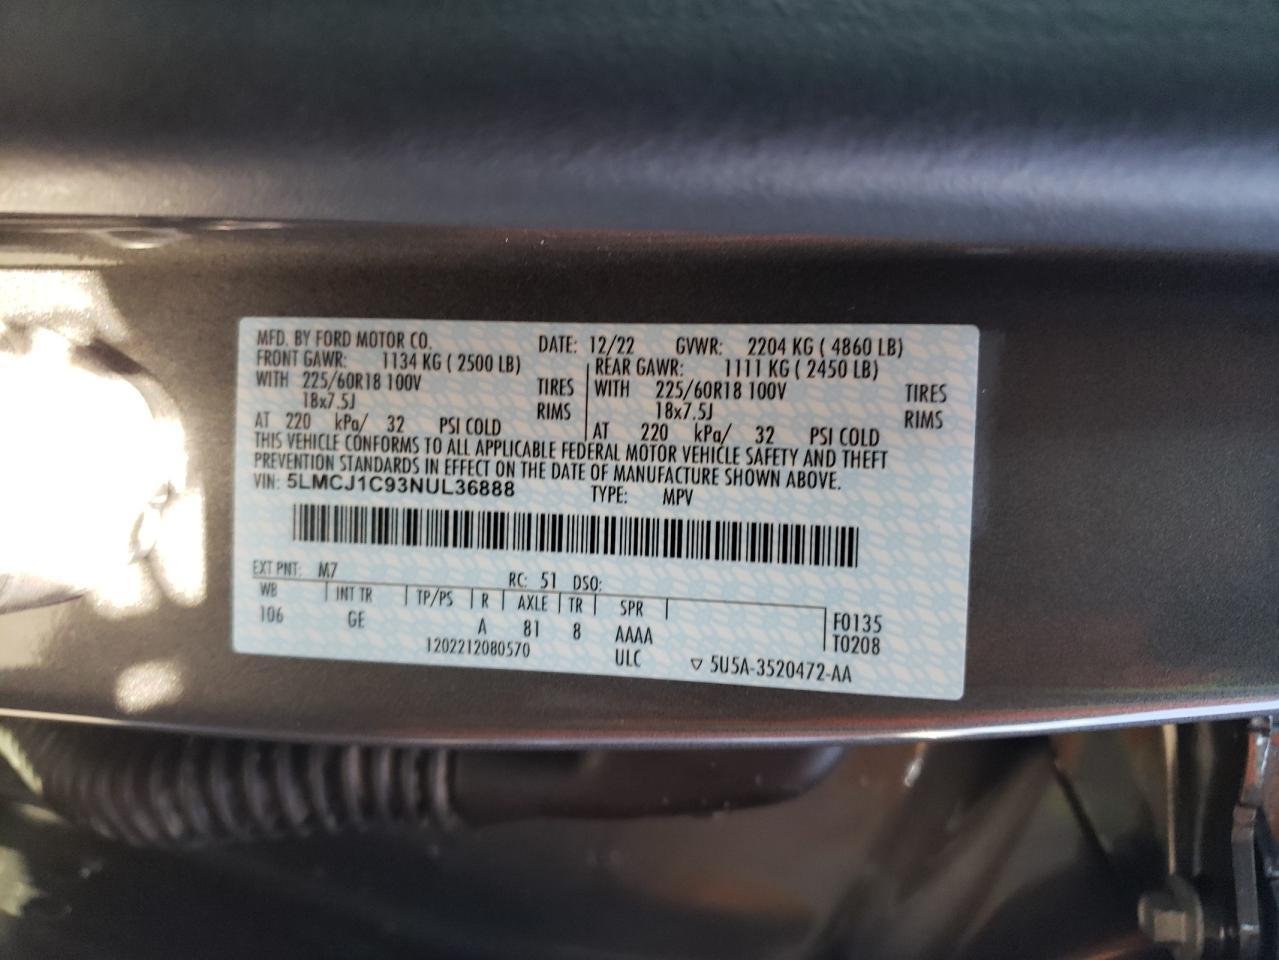 MFD. BY FORD MOTOR CO. DATE: 12/22 GVWR: 2204 KG ( 4860 LB)
FRONT GAWR: 1134 KG ( 2500 LB) REAR GAWR: 1111 KG ( 2450 LB)
WITH 225/60R18 100V TIRES WITH 225/60R18 100V TIRES
18x7.5J RIMS 18x7.5J RIMS
AT 220 kPa/ 32 PSI COLD AT 220 kPa/ 32 PSI COLD
THIS VEHICLE CONFORMS TO ALL APPLICABLE FEDERAL MOTOR VEHICLE SAFETY AND THEFT
PREVENTION STANDARDS IN EFFECT ON THE DATE OF MANUFACTURE SHOWN ABOVE.
VIN: 5LMCJ1C93NUL36888 TYPE: MPV
EXT PNT: M7 RC: 51 DSO:
WB INT TR TP/PS R AXLE TR SPR F0135
106 GE A 81 8 AAAA T0208
1202212080570 ULC ▽ 5U5A-3520472-AA